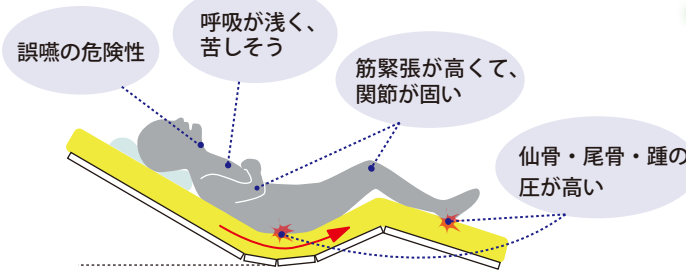 誤嚥の危険性
呼吸が浅く、
苦しそう
筋緊張が高くて、
関節が固い
仙骨・尾骨・踵の
圧が高い